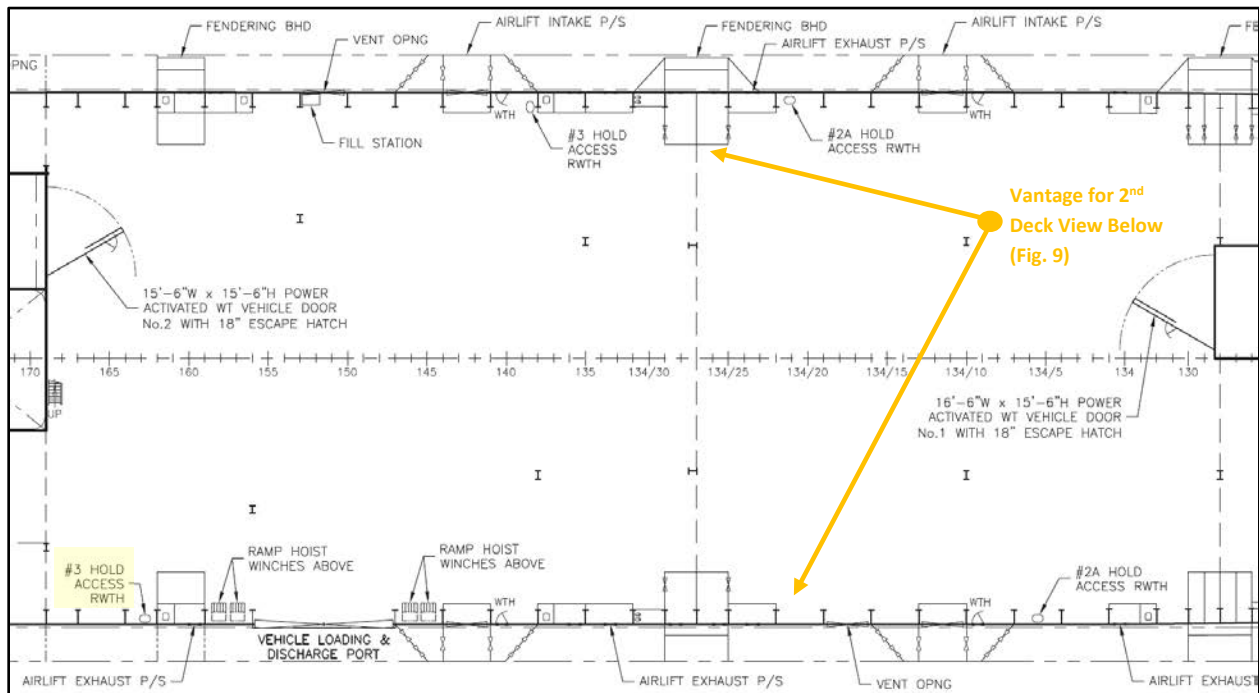 FENDERING BHD
AIRLIFT INTAKE P/S
FENDERING BHD
AIRLIFT INTAKE P/S
FE
VENT OPNG
AIRLIFT EXHAUST P/S
PNG
WTH
WTH
FILL STATION
#3 HOLD
ACCESS
RWTH
#2A HOLD
ACCESS RWTH
Vantage for 2nd
Deck View Below
(Fig. 9)
15'-6"W x 15'-6"H POWER
ACTIVATED WT VEHICLE DOOR
No.2 WITH 18" ESCAPE HATCH
170 165 160 155 150 145 140 135 134/30 134/25 134/20 134/15 134/10 134/5 134 130
UP
16'-6"W x 15'-6"H POWER
ACTIVATED WT VEHICLE DOOR
No.1 WITH 18" ESCAPE HATCH
#3 HOLD
ACCESS
RWTH
RAMP HOIST
WINCHES ABOVE
RAMP HOIST
WINCHES ABOVE
#2A HOLD
ACCESS RWTH
WTH
WTH
VEHICLE LOADING &
DISCHARGE PORT
AIRLIFT EXHAUST P/S
AIRLIFT EXHAUST P/S
VENT OPNG
AIRLIFT EXHAUST